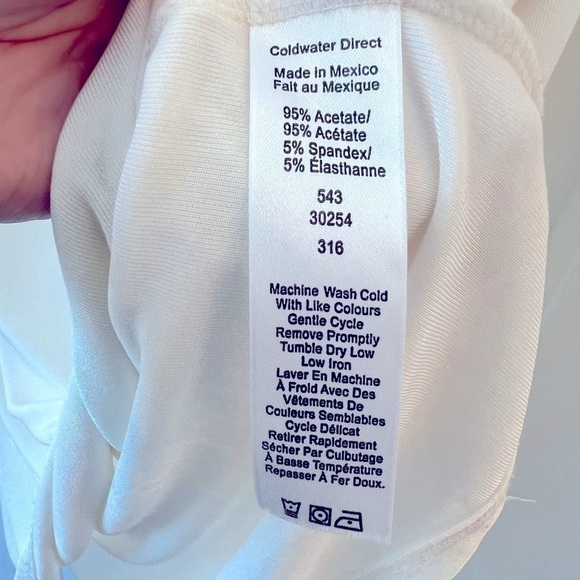 Coldwater Direct
Made in Mexico
Fait au Mexique
95% Acetate/
95% Acétate
5% Spandex/
5% Élasthanne
543
30254
316
Machine Wash Cold
With Like Colours
Gentle Cycle
Remove Promptly
Tumble Dry Low
Low Iron
Laver En Machine
À Froid Avec Des
Vêtements De
Couleurs Semblables
Cycle Délicat
Retirer Rapidement
Sécher Par Culbutage
À Basse Température
Repasser À Fer Doux.